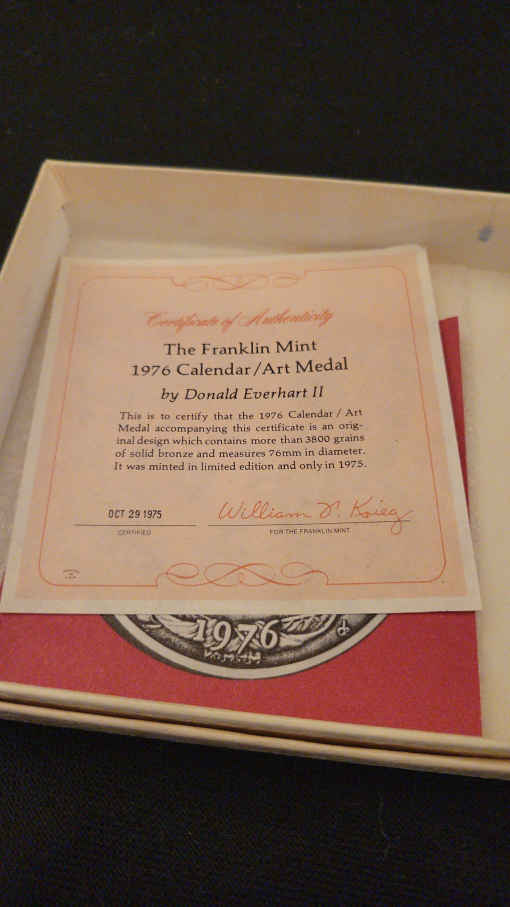 Certificate of Authenticity
The Franklin Mint
1976 Calendar/Art Medal
by Donald Everhart II
This is to certify that the 1976 Calendar / Art
Medal accompanying this certificate is an orig-
inal design which contains more than 3800 grains
of solid bronze and measures 76mm in diameter.
It was minted in limited edition and only in 1975.
OCT 29 1975
William T. Krieg
CERTIFIED
FOR THE FRANKLIN MINT
1976